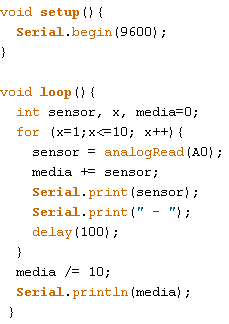 void setup(){
  Serial.begin(9600);
}

void loop(){
  int sensor, x, media=0;
  for (x=1;x<=10; x++){
    sensor = analogRead(A0);
    media += sensor;
    Serial.print(sensor);
    Serial.print(" - ");
    delay(100);
  }
  media /= 10;
  Serial.println(media);
 }